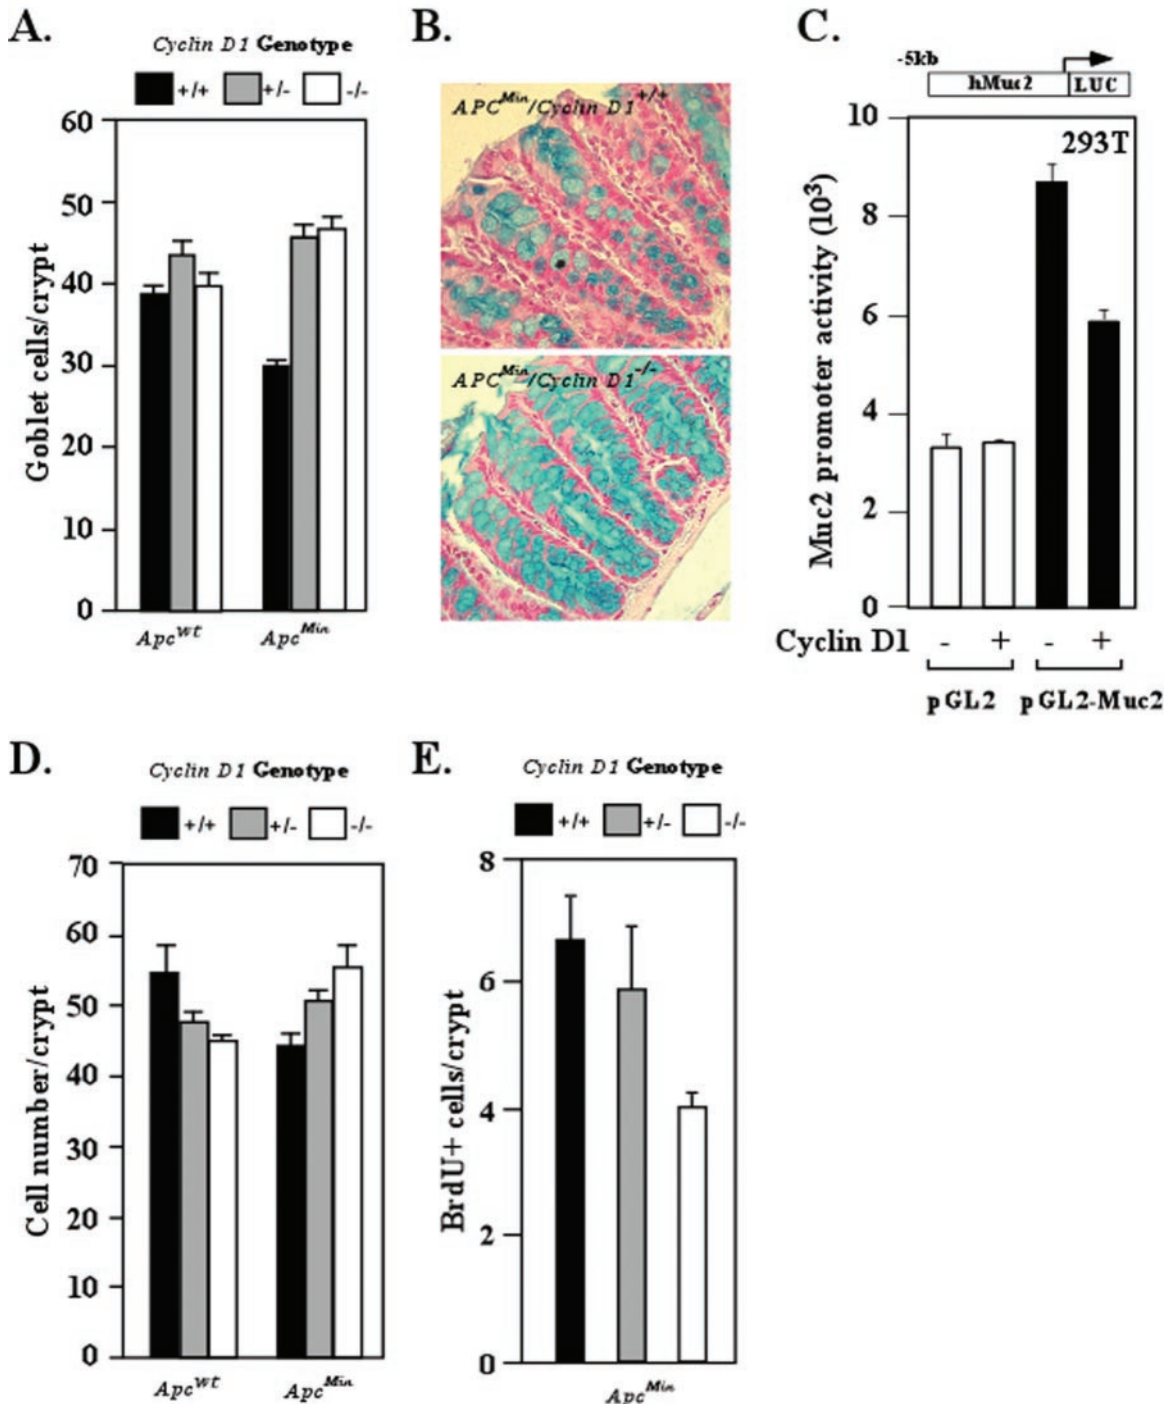 A.
Cyclin D1 Genotype
+/+ +/- -/-
60
50
40
30
20
10
0
Goblet cells/crypt
Apc^Wt Apc^Min
B.
APC^Min/Cyclin D1^+/+
APC^Min/Cyclin D1^-/-
C.
-5kb
hMuc2 LUC
293T
10
8
6
4
2
0
Muc2 promoter activity (10^3)
Cyclin D1 - + - +
pGL2 pGL2-Muc2
D.
Cyclin D1 Genotype
+/+ +/- -/-
70
60
50
40
30
20
10
0
Cell number/crypt
Apc^Wt Apc^Min
E.
Cyclin D1 Genotype
+/+ +/- -/-
8
6
4
2
0
BrdU+ cells/crypt
Apc^Min